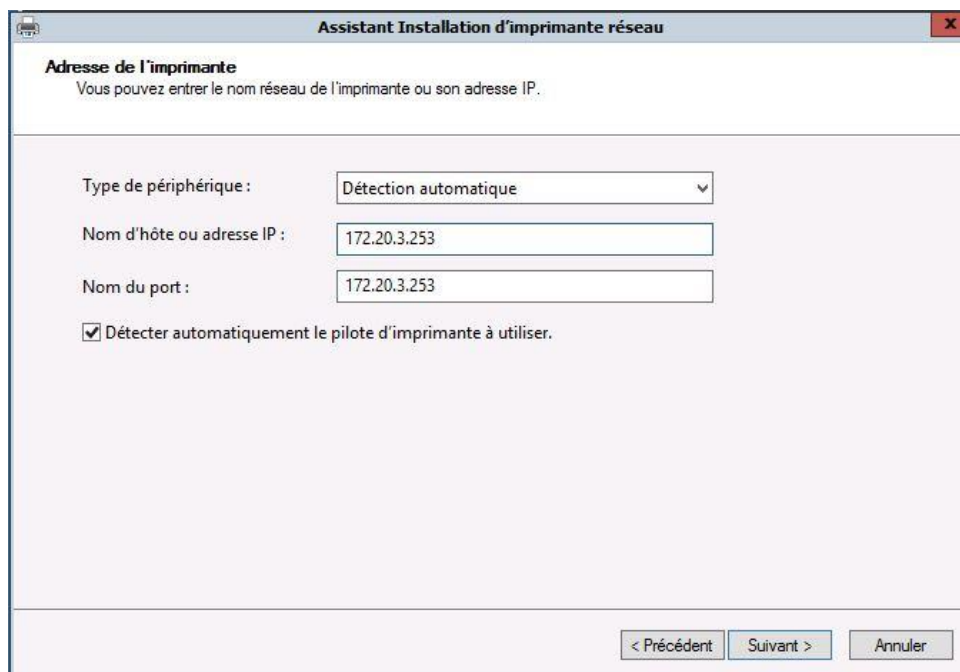 Assistant Installation d'imprimante réseau
X
Adresse de l'imprimante
Vous pouvez entrer le nom réseau de l'imprimante ou son adresse IP.
Type de périphérique :
Détection automatique
Nom d'hôte ou adresse IP :
172.20.3.253
Nom du port :
172.20.3.253
Détecter automatiquement le pilote d'imprimante à utiliser.
< Précédent
Suivant >
Annuler